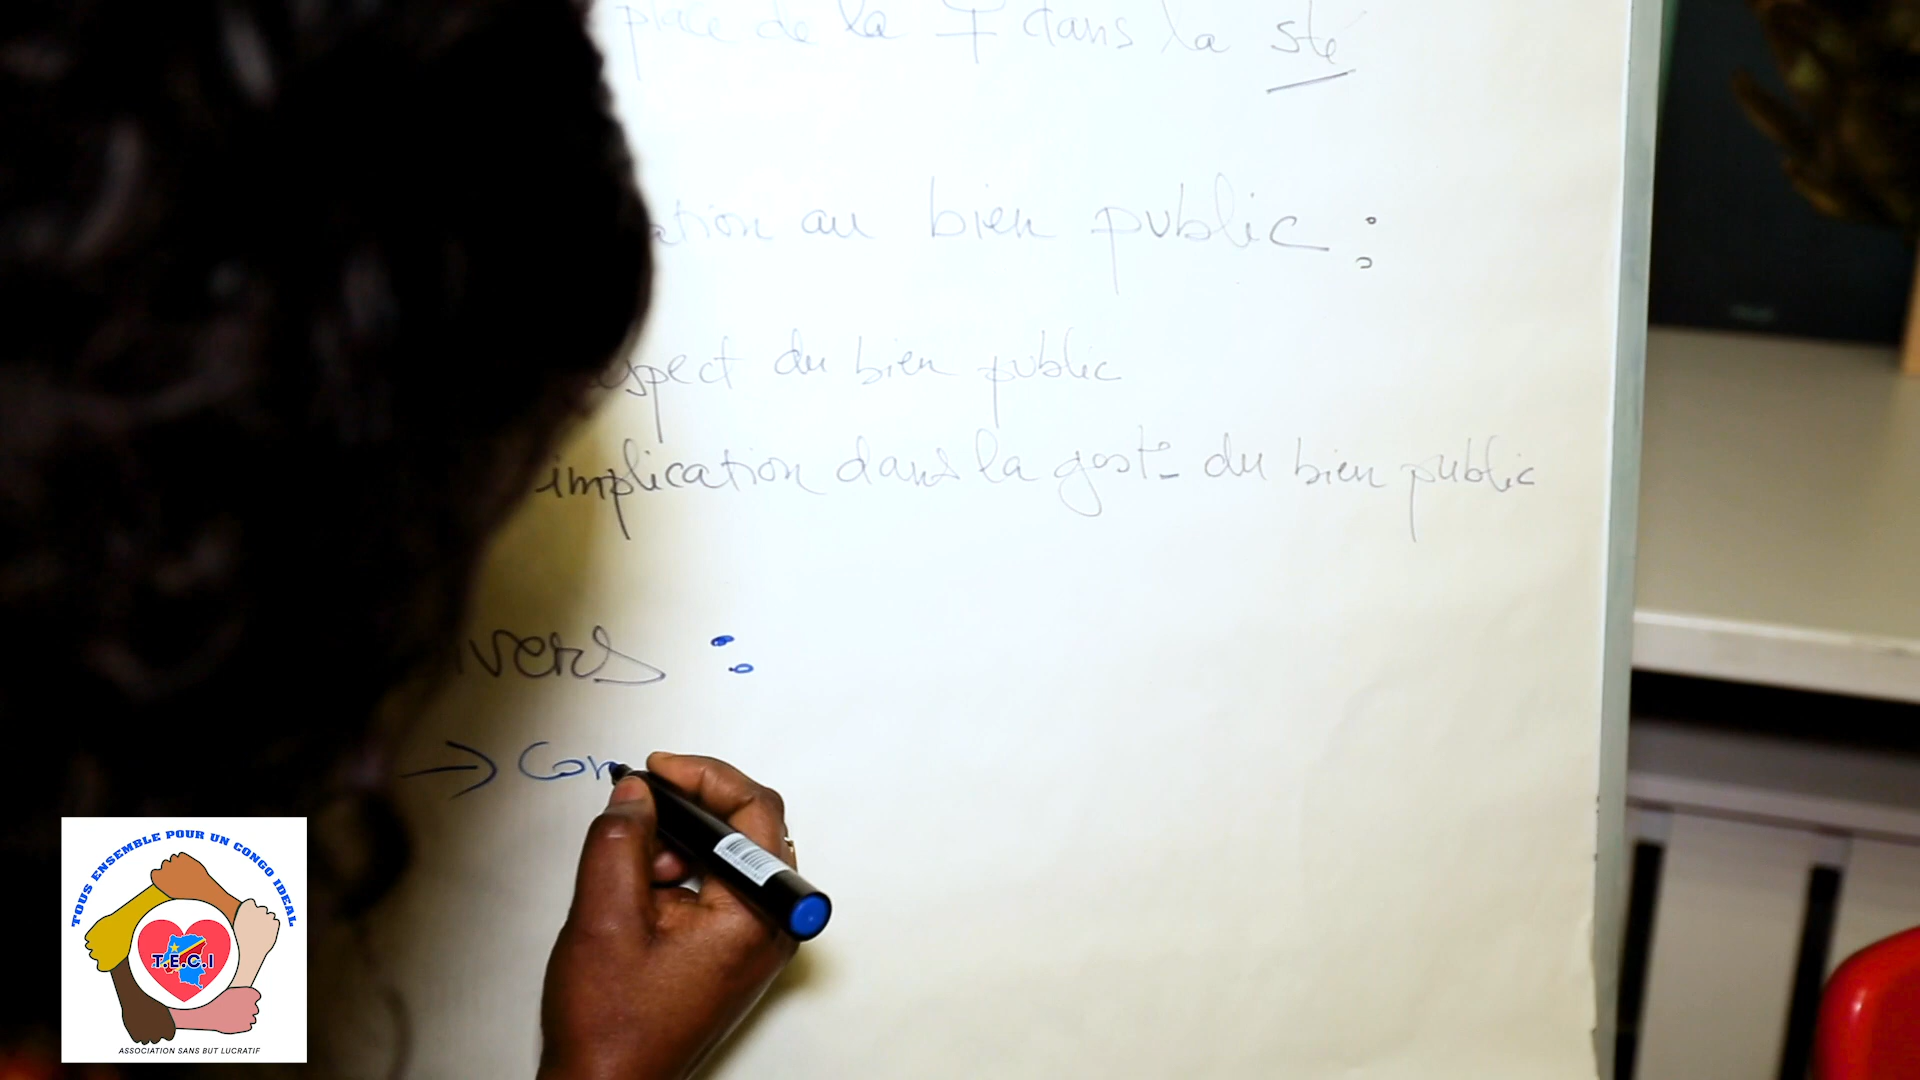 place de la ♀ dans la sté
ation au bien public :
spect du bien public
implication dans la gest° du bien public
vers :
→ Con
TOUS ENSEMBLE POUR UN CONGO IDEAL
T.E.C.I
ASSOCIATION SANS BUT LUCRATIF